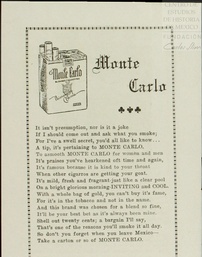 Monte Carlo
Monte
Carlo
It isn't presumption, nor is it a joke
If I should come out and ask what you smoke;
For I've a swell secret, you'd all like to know...
A tip, it's pertaining to MONTE CARLO.
To announce MONTE CARLO for women and men
It's praises you've hearkened oft time and again,
It's famous because it is kind to your throat
When other cigarros are getting your goat.
It's mild, fresh and fragrant-just like a clear pool
On a bright glorious morning INVITING and COOL.
With a whole bag of gold, you can't buy it's fame,
For it's in the tobacco and not in the name.
And this brand was chosen for a blend so fine,
It'll be your best bet as it's always been mine
Shell out twenty cents; a bargain I'll say,
That's one of the reasons you'll smoke it all day.
So don't you forget when you leave Mexico-
Take a carton or so of MONTE CARLO.